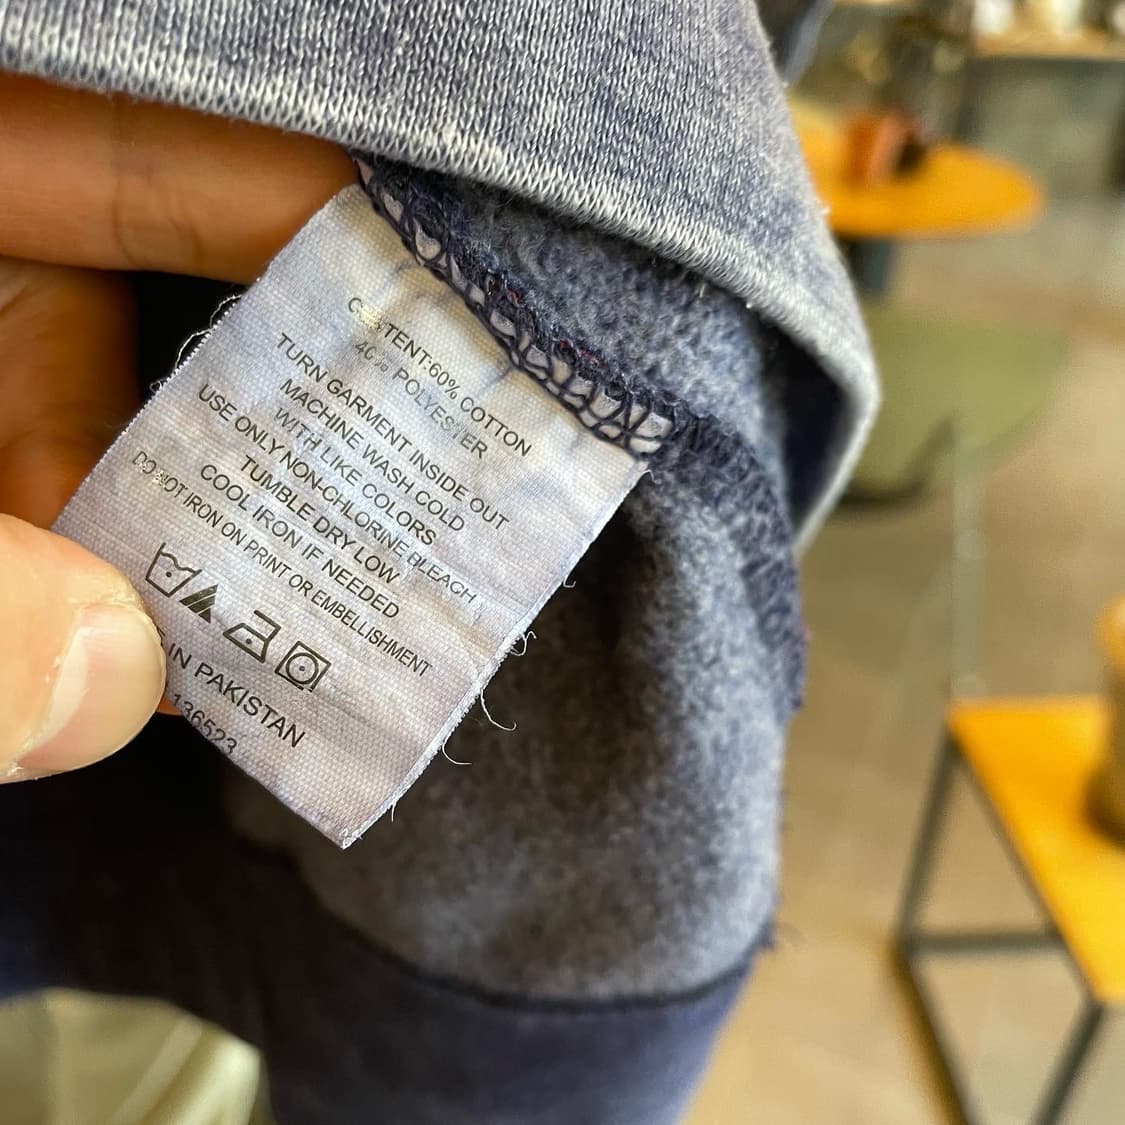 CONTENT:60% COTTON
40% POLYESTER
TURN GARMENT INSIDE OUT
MACHINE WASH COLD
WITH LIKE COLORS
USE ONLY NON-CHLORINE BLEACH
TUMBLE DRY LOW
COOL IRON IF NEEDED
DO NOT IRON ON PRINT OR EMBELLISHMENT
IN PAKISTAN
136523